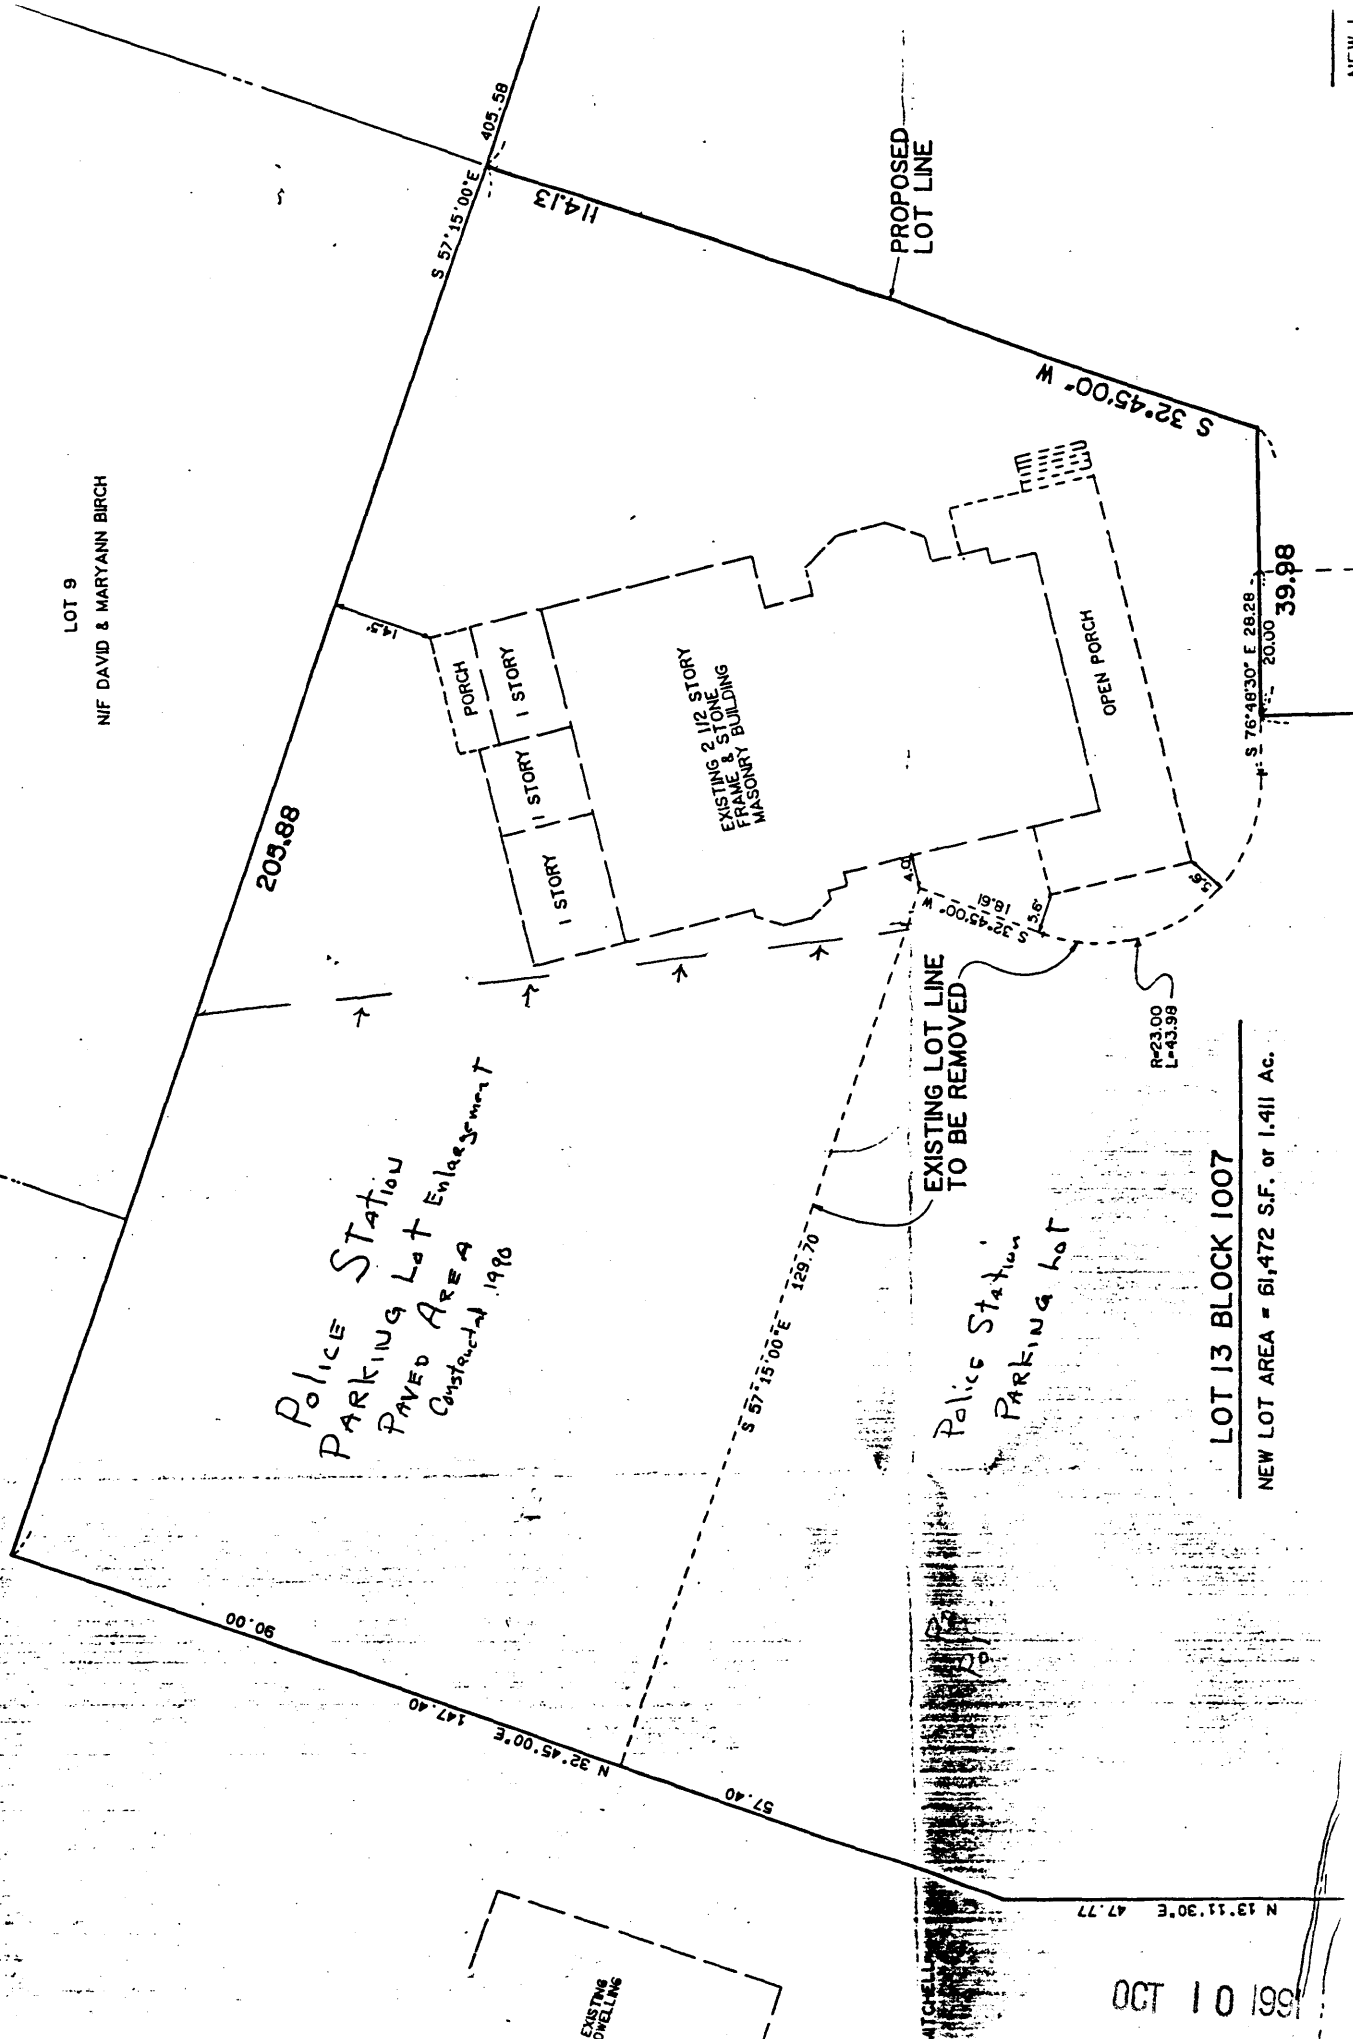 LOT 9
N/F DAVID & MARYANN BIRCH
S 57°15'00"E
405.58
205.88
114.13
PROPOSED
LOT LINE
S 32°45'00" W
14.5'
PORCH
1 STORY
1 STORY
1 STORY
EXISTING 2 1/2 STORY
FRAME & STONE
MASONRY BUILDING
OPEN PORCH
39.98
S 76°48'30" E 28.28
20.00
4.0'
S 32°45'00" W
18.61
5.6'
5.6'
R=23.00
L=43.98
EXISTING LOT LINE
TO BE REMOVED
S 57°15'00"E 129.70
Police Station
PARKING Lot Enlargement
PAVED AREA
Constructed 1990
Police Station
PARKING Lot
LOT 13 BLOCK 1007
NEW LOT AREA = 61,472 S.F. or 1.411 Ac.
90.00
147.40
N 32°45'00"E
57.40
N 13°11'30"E
47.77
EXISTING
DWELLING
MITCHELL
OCT 10 199
NEW L